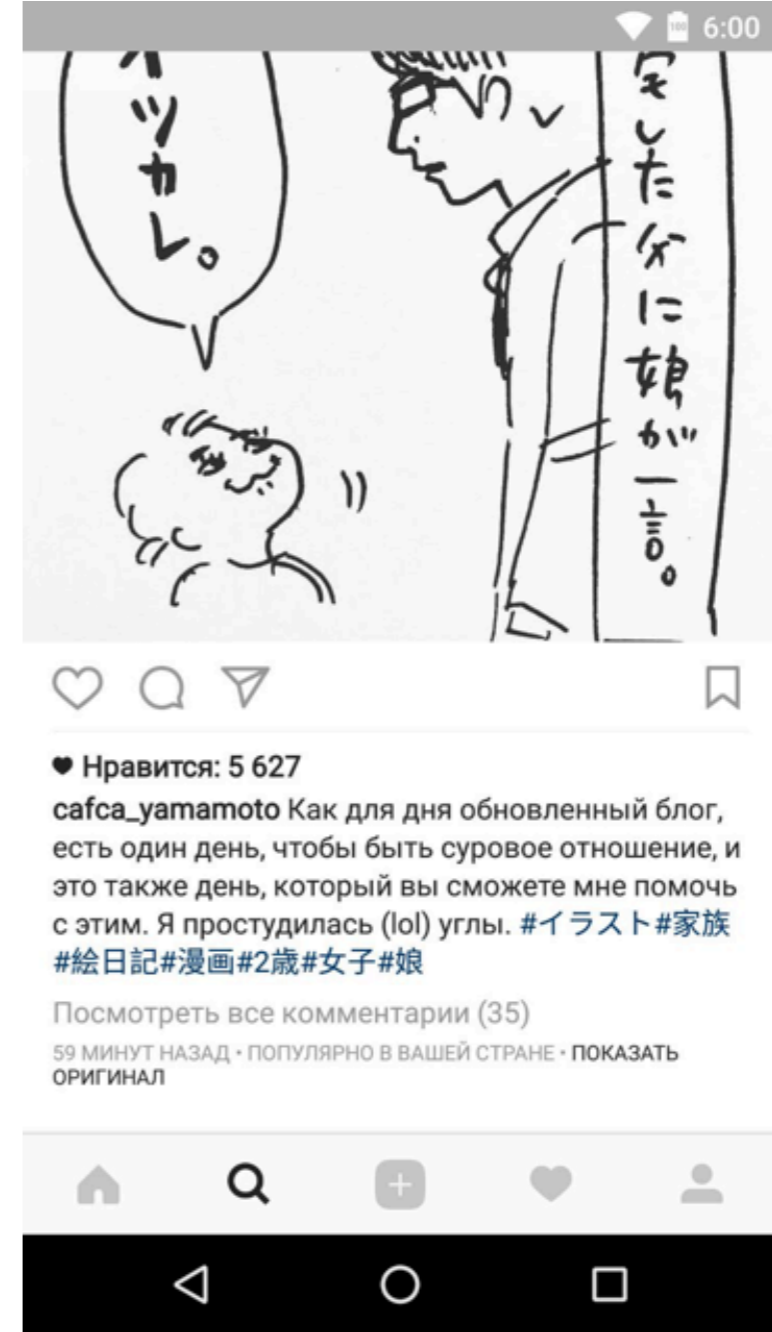 6:00
宅した父に娘が一言。
ツカレ。
Нравится: 5 627
cafca_yamamoto Как для дня обновленный блог,
есть один день, чтобы быть суровое отношение, и
это также день, который вы сможете мне помочь
с этим. Я простудилась (lol) углы. #イラスト#家族
#絵日記#漫画#2歳#女子#娘
Посмотреть все комментарии (35)
59 МИНУТ НАЗАД • ПОПУЛЯРНО В ВАШЕЙ СТРАНЕ • ПОКАЗАТЬ
ОРИГИНАЛ